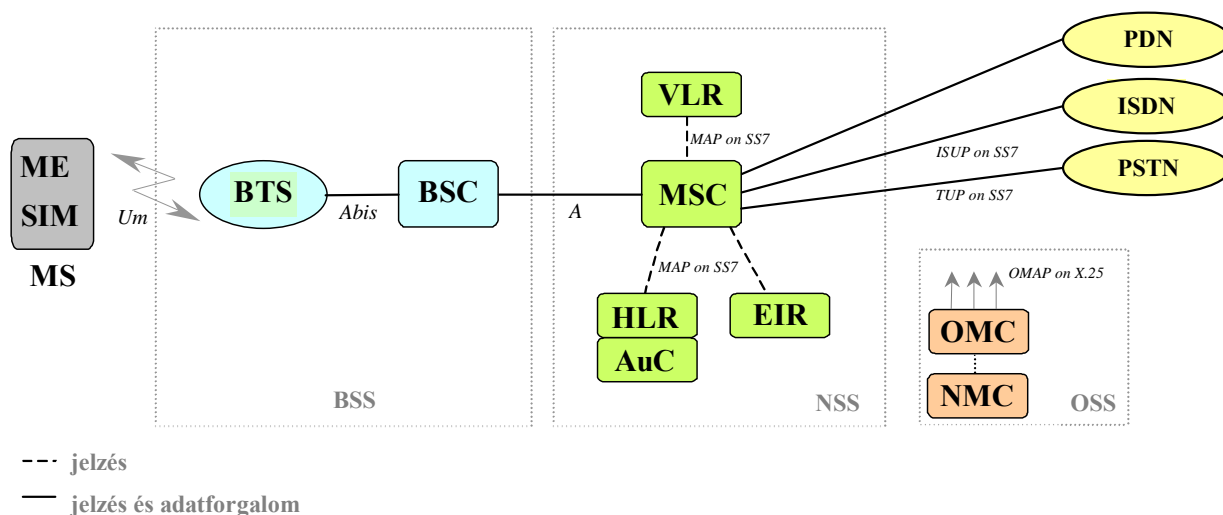 PDN
VLR
ISDN
MAP on SS7
ME
SIM
MS
Um
BTS
Abis
BSC
A
MSC
ISUP on SS7
PSTN
TUP on SS7
MAP on SS7
OMAP on X.25
HLR
AuC
EIR
OMC
NMC
BSS
NSS
OSS
jelzés
jelzés és adatforgalom